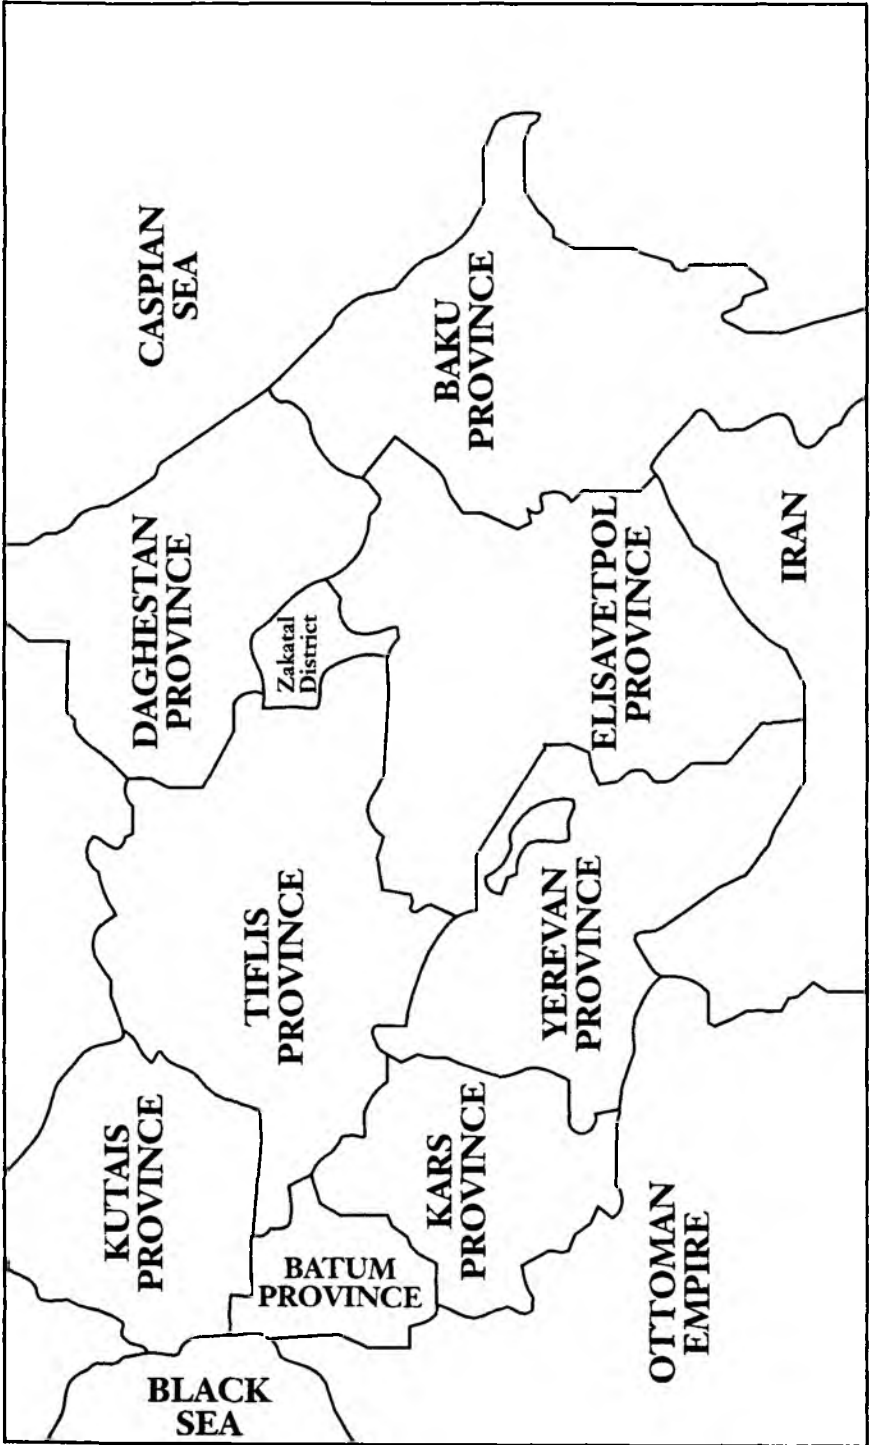 BLACK
SEA
KUTAIS
PROVINCE
BATUM
PROVINCE
KARS
PROVINCE
OTTOMAN
EMPIRE
TIFLIS
PROVINCE
YEREVAN
PROVINCE
DAGHESTAN
PROVINCE
Zakatal
District
ELISAVETPOL
PROVINCE
IRAN
CASPIAN
SEA
BAKU
PROVINCE